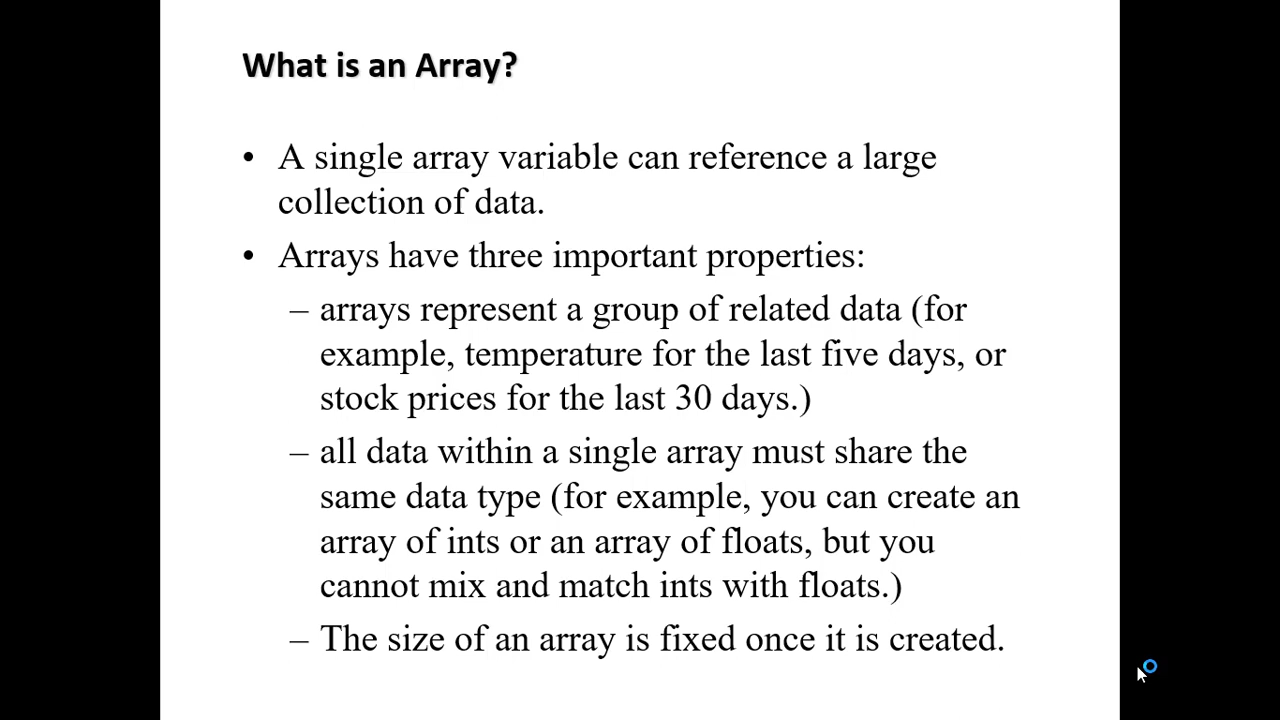 What is an Array?
• A single array variable can reference a large
collection of data.
• Arrays have three important properties:
– arrays represent a group of related data (for
example, temperature for the last five days, or
stock prices for the last 30 days.)
– all data within a single array must share the
same data type (for example, you can create an
array of ints or an array of floats, but you
cannot mix and match ints with floats.)
– The size of an array is fixed once it is created.